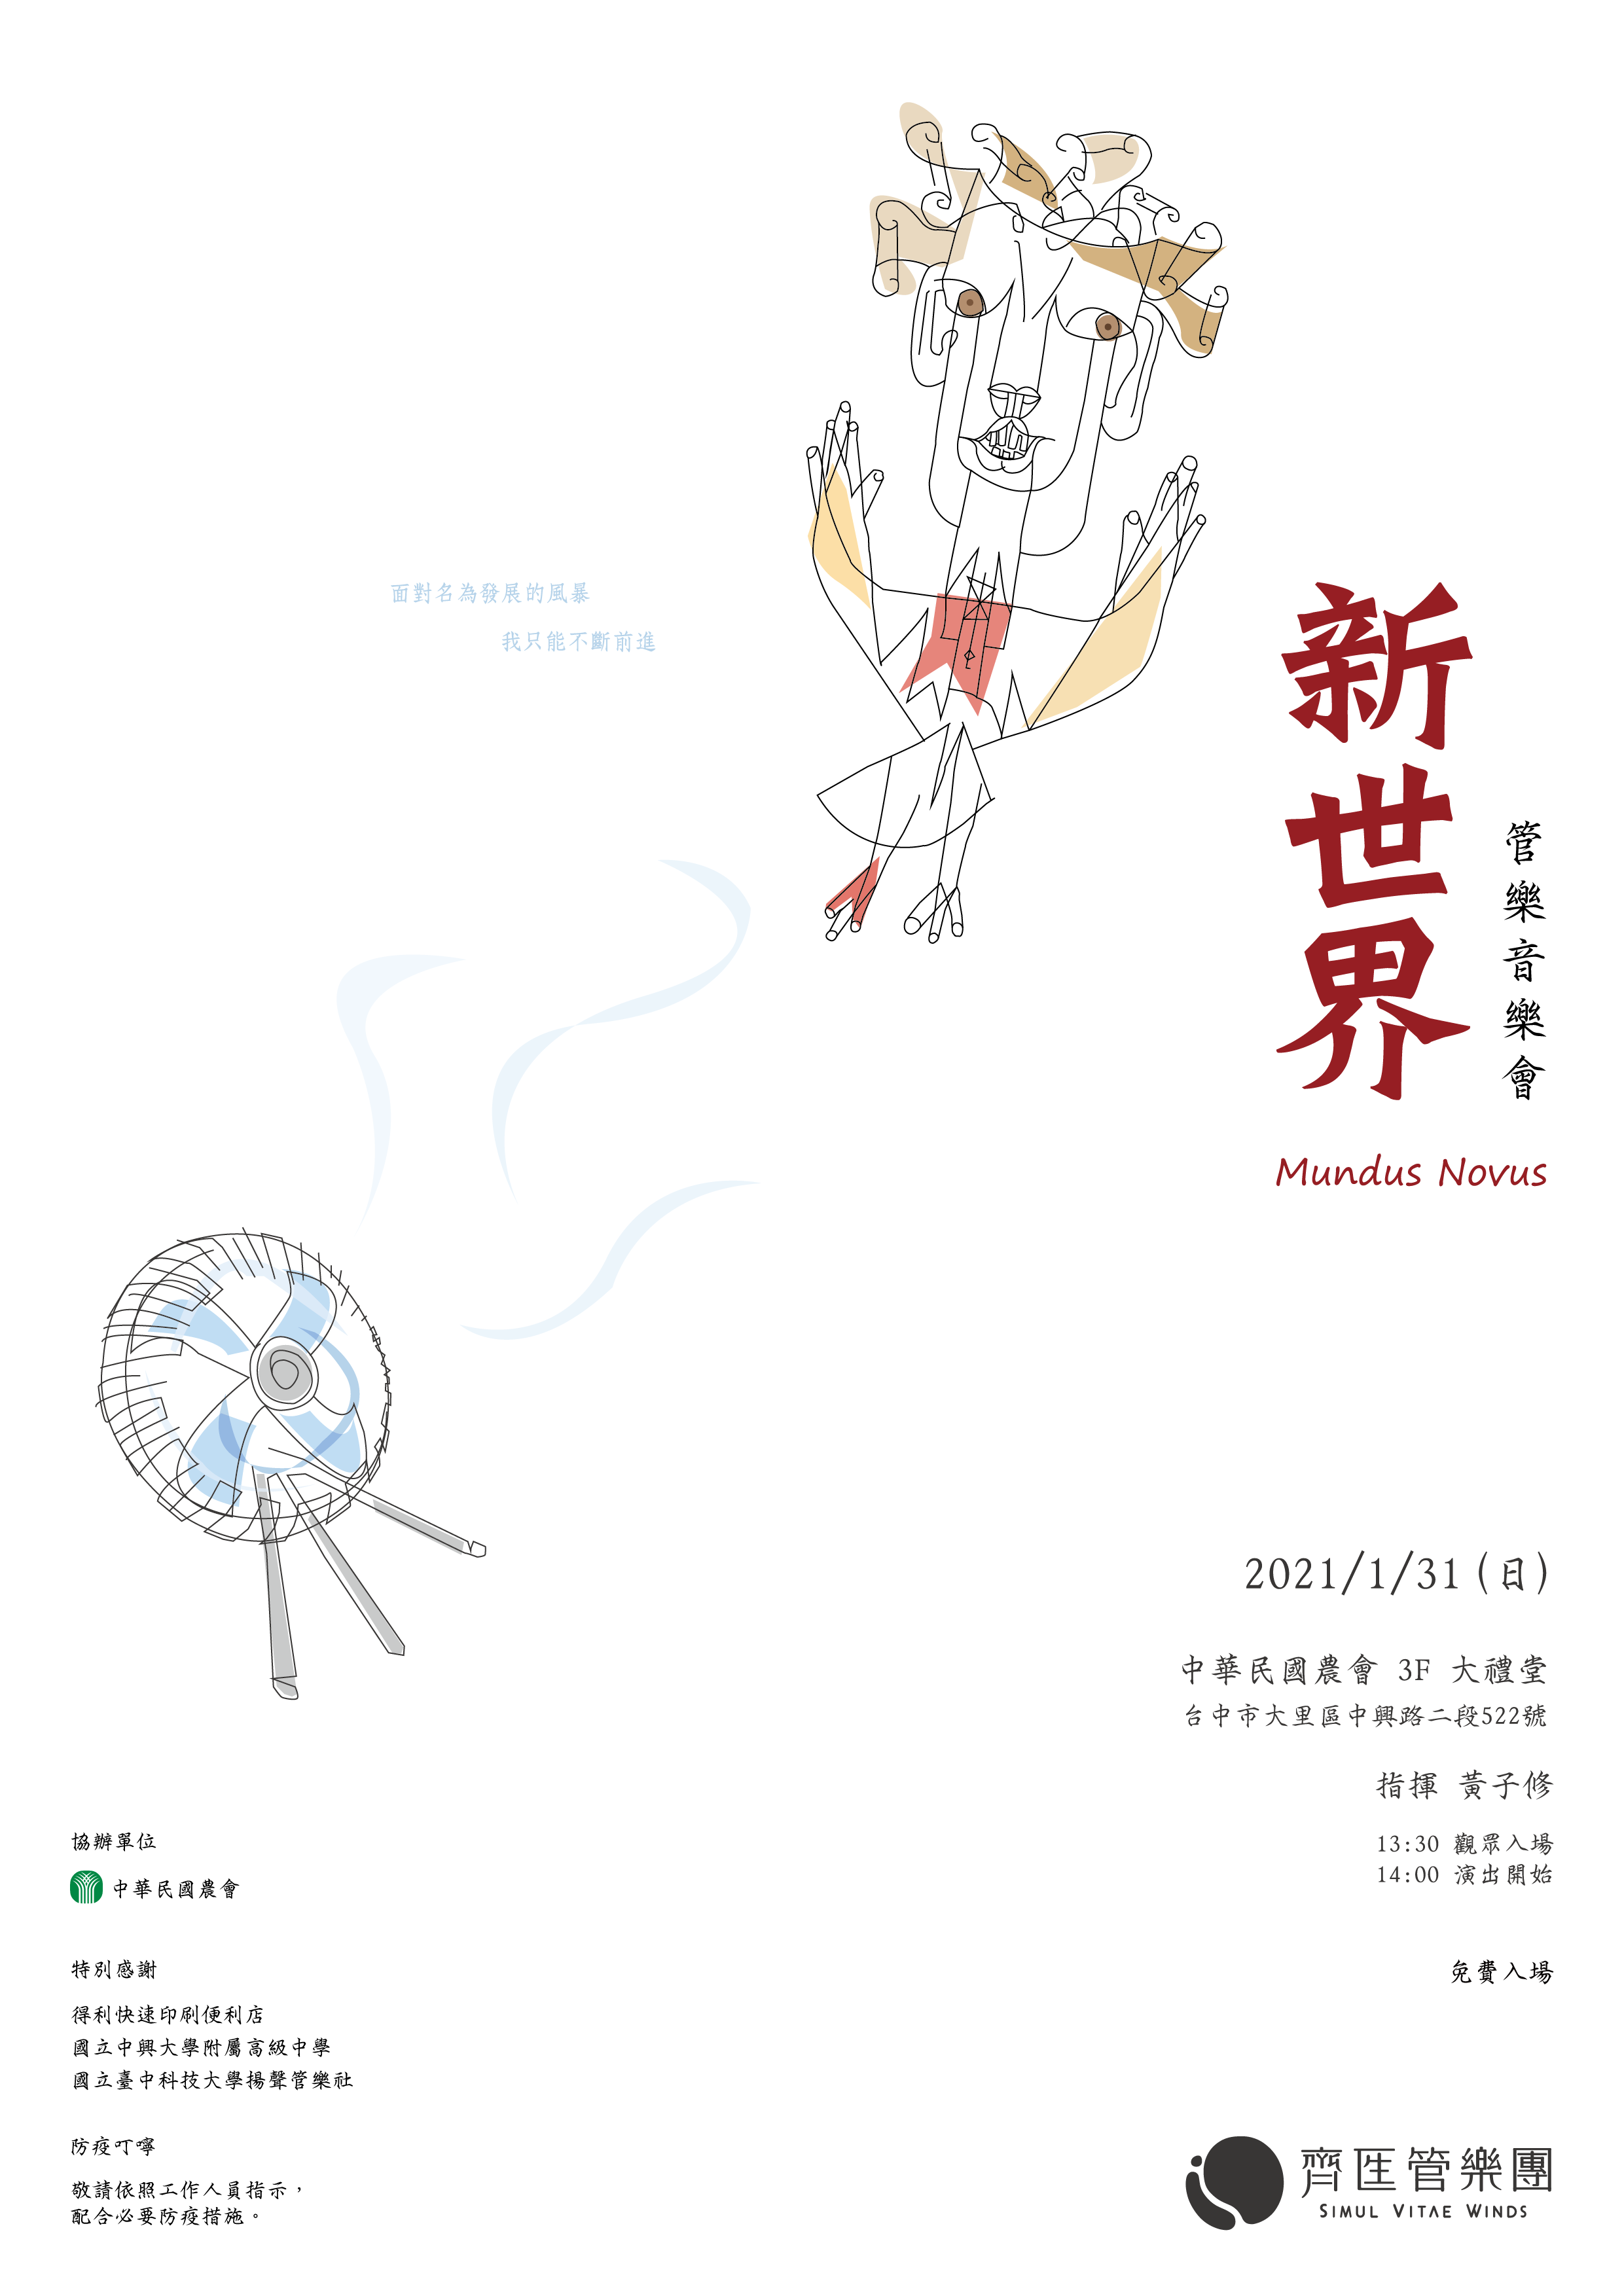 面對名為發展的風暴
我只能不斷前進
新世界
管樂音樂會
Mundus Novus
2021/1/31(日)
中華民國農會 3F 大禮堂
台中市大里區中興路二段522號
指揮 黃子修
13:30 觀眾入場
14:00 演出開始
免費入場
協辦單位
中華民國農會
特別感謝
得利快速印刷便利店
國立中興大學附屬高級中學
國立臺中科技大學揚聲管樂社
防疫叮嚀
敬請依照工作人員指示，
配合必要防疫措施。
齊匡管樂團
SIMUL VITAE WINDS